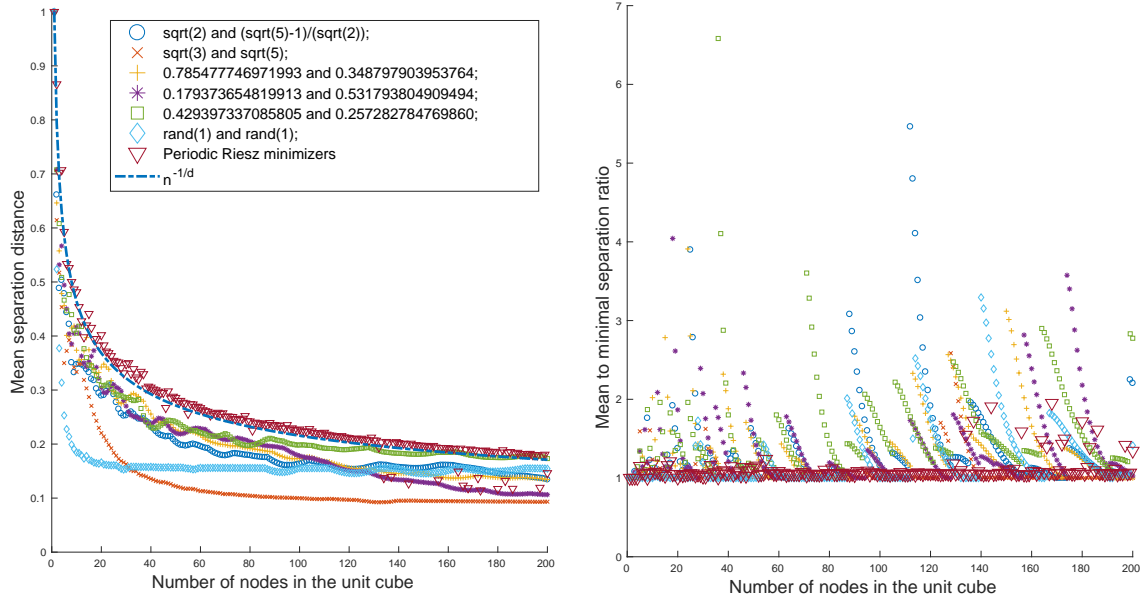 1
0.9
0.8
0.7
0.6
0.5
0.4
0.3
0.2
0.1
0
Mean separation distance
sqrt(2) and (sqrt(5)-1)/(sqrt(2));
sqrt(3) and sqrt(5);
0.785477746971993 and 0.348797903953764;
0.179373654819913 and 0.531793804909494;
0.429397337085805 and 0.257282784769860;
rand(1) and rand(1);
Periodic Riesz minimizers
n^{-1/d}
0 20 40 60 80 100 120 140 160 180 200
Number of nodes in the unit cube
7
6
5
4
3
2
1
0
Mean to minimal separation ratio
0 20 40 60 80 100 120 140 160 180 200
Number of nodes in the unit cube